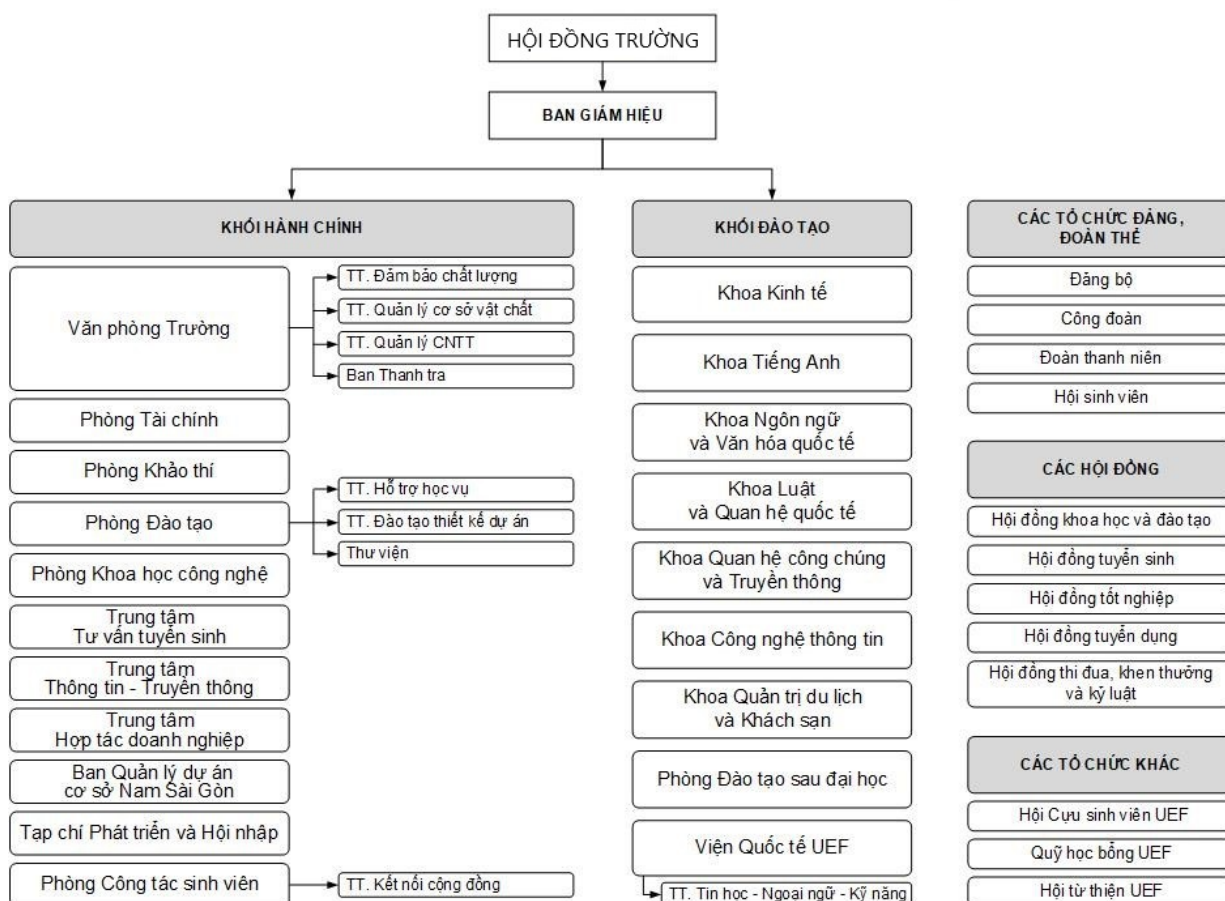 HỘI ĐỒNG TRƯỜNG
BAN GIÁM HIỆU
KHỐI HÀNH CHÍNH
Văn phòng Trường
TT. Đảm bảo chất lượng
TT. Quản lý cơ sở vật chất
TT. Quản lý CNTT
Ban Thanh tra
Phòng Tài chính
Phòng Khảo thí
Phòng Đào tạo
TT. Hỗ trợ học vụ
TT. Đào tạo thiết kế dự án
Thư viện
Phòng Khoa học công nghệ
Trung tâm
Tư vấn tuyển sinh
Trung tâm
Thông tin - Truyền thông
Trung tâm
Hợp tác doanh nghiệp
Ban Quản lý dự án
cơ sở Nam Sài Gòn
Tạp chí Phát triển và Hội nhập
Phòng Công tác sinh viên
TT. Kết nối cộng đồng
KHỐI ĐÀO TẠO
Khoa Kinh tế
Khoa Tiếng Anh
Khoa Ngôn ngữ
và Văn hóa quốc tế
Khoa Luật
và Quan hệ quốc tế
Khoa Quan hệ công chúng
và Truyền thông
Khoa Công nghệ thông tin
Khoa Quản trị du lịch
và Khách sạn
Phòng Đào tạo sau đại học
Viện Quốc tế UEF
TT. Tin học - Ngoại ngữ - Kỹ năng
CÁC TỔ CHỨC ĐẢNG,
ĐOÀN THỂ
Đảng bộ
Công đoàn
Đoàn thanh niên
Hội sinh viên
CÁC HỘI ĐỒNG
Hội đồng khoa học và đào tạo
Hội đồng tuyển sinh
Hội đồng tốt nghiệp
Hội đồng tuyển dụng
Hội đồng thi đua, khen thưởng
và kỷ luật
CÁC TỔ CHỨC KHÁC
Hội Cựu sinh viên UEF
Quỹ học bổng UEF
Hội từ thiện UEF